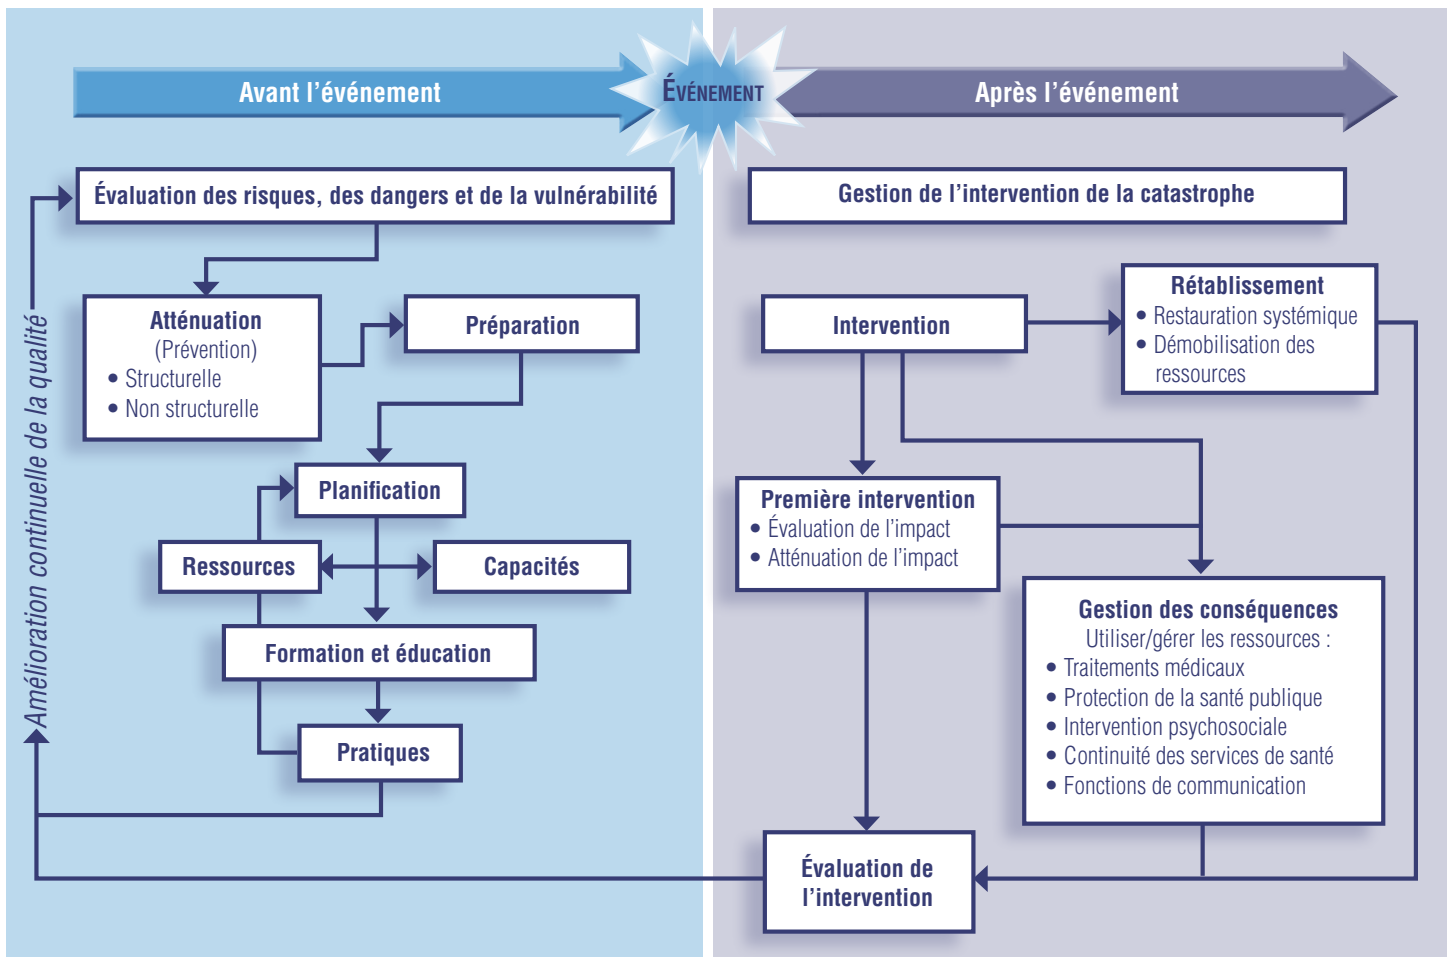 Avant l'événement
ÉVÉNEMENT
Après l'événement
Évaluation des risques, des dangers et de la vulnérabilité
Atténuation
(Prévention)
• Structurelle
• Non structurelle
Préparation
Planification
Ressources
Capacités
Formation et éducation
Pratiques
Amélioration continuelle de la qualité
Gestion de l'intervention de la catastrophe
Intervention
Rétablissement
• Restauration systémique
• Démobilisation des
ressources
Première intervention
• Évaluation de l'impact
• Atténuation de l'impact
Gestion des conséquences
Utiliser/gérer les ressources :
• Traitements médicaux
• Protection de la santé publique
• Intervention psychosociale
• Continuité des services de santé
• Fonctions de communication
Évaluation de
l'intervention